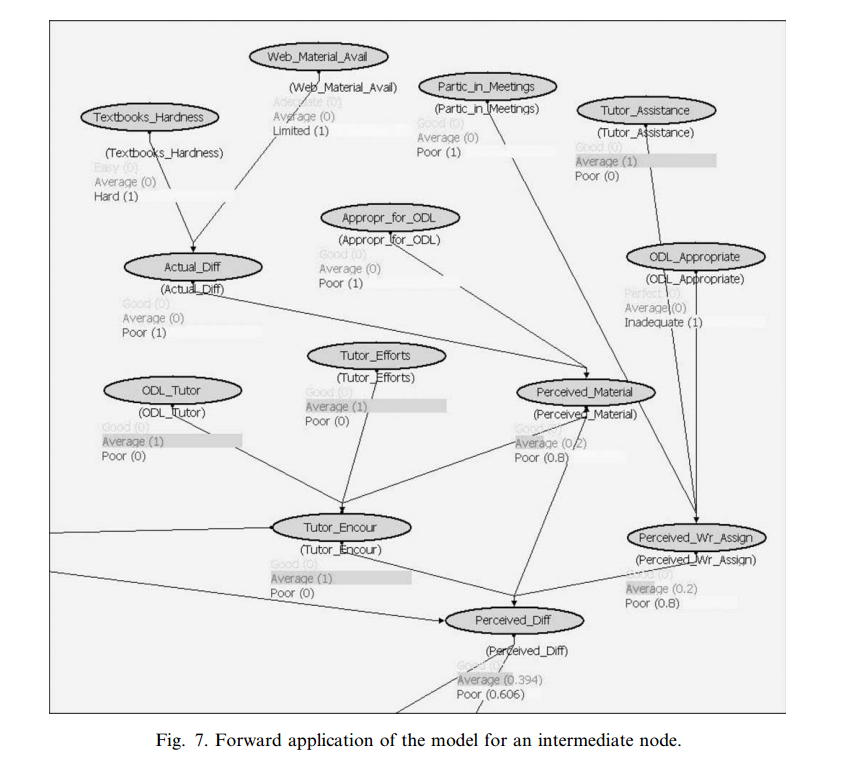 Web_Material_Avail
(Web_Material_Avail)
Adequate (0)
Average (0)
Limited (1)
Partic_in_Meetings
(Partic_in_Meetings)
Good (0)
Average (0)
Poor (1)
Textbooks_Hardness
(Textbooks_Hardness)
Easy (0)
Average (0)
Hard (1)
Tutor_Assistance
(Tutor_Assistance)
Good (0)
Average (1)
Poor (0)
Appropr_for_ODL
(Appropr_for_ODL)
Good (0)
Average (0)
Poor (1)
Actual_Diff
(Actual_Diff)
Good (0)
Average (0)
Poor (1)
ODL_Appropriate
(ODL_Appropriate)
Perfect (0)
Average (0)
Inadequate (1)
Tutor_Efforts
(Tutor_Efforts)
Good (0)
Average (1)
Poor (0)
ODL_Tutor
(ODL_Tutor)
Good (0)
Average (1)
Poor (0)
Perceived_Material
(Perceived_Material)
Good (0)
Average (0.2)
Poor (0.8)
Tutor_Encour
(Tutor_Encour)
Good (0)
Average (1)
Poor (0)
Perceived_Wr_Assign
(Perceived_Wr_Assign)
Good (0)
Average (0.2)
Poor (0.8)
Perceived_Diff
(Perceived_Diff)
Good (0)
Average (0.394)
Poor (0.606)
Fig. 7. Forward application of the model for an intermediate node.